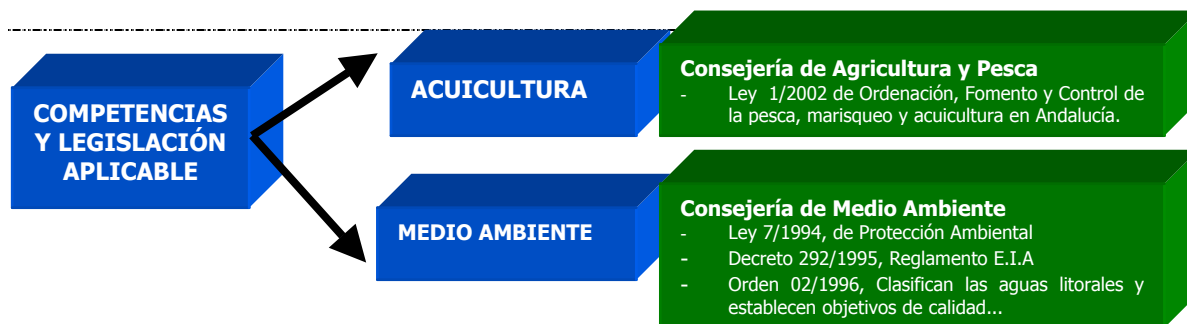 COMPETENCIAS
Y LEGISLACIÓN
APLICABLE
ACUICULTURA
Consejería de Agricultura y Pesca
- Ley 1/2002 de Ordenación, Fomento y Control de
la pesca, marisqueo y acuicultura en Andalucía.
MEDIO AMBIENTE
Consejería de Medio Ambiente
- Ley 7/1994, de Protección Ambiental
- Decreto 292/1995, Reglamento E.I.A
- Orden 02/1996, Clasifican las aguas litorales y
establecen objetivos de calidad...